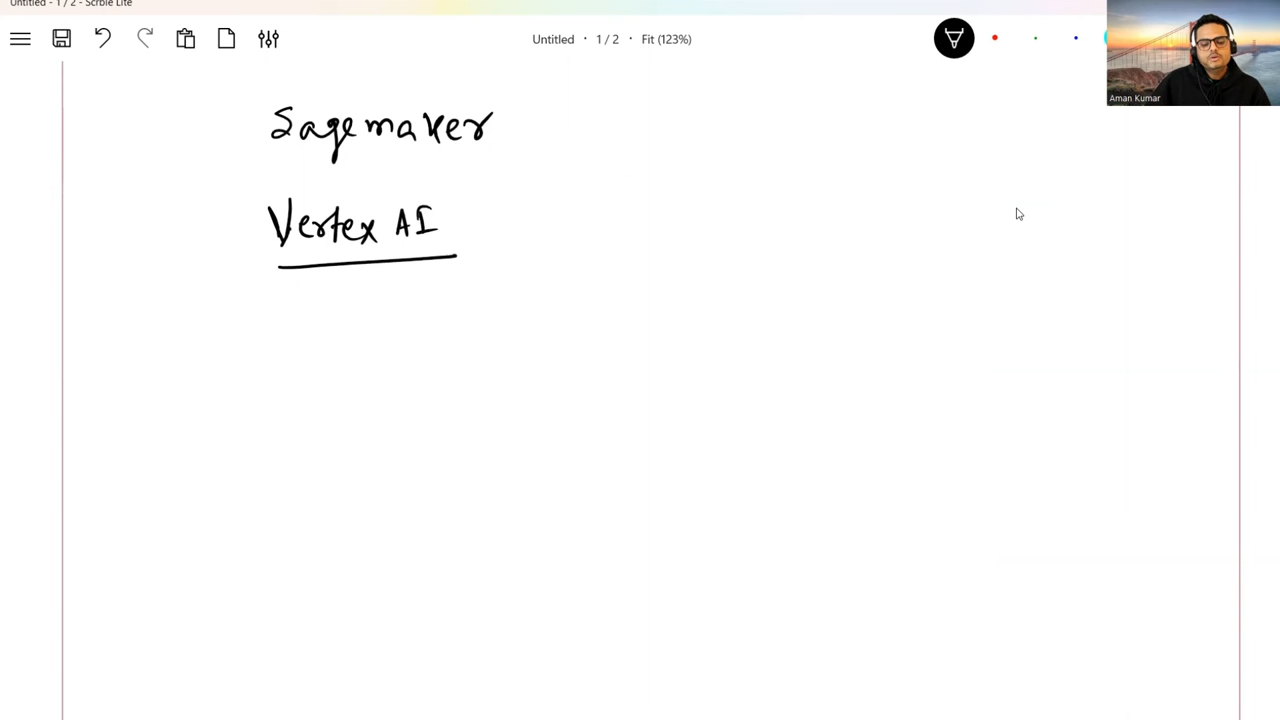 Untitled - 1 / 2 - Scrble Lite
Untitled • 1 / 2 • Fit (123%)
Aman Kumar
Sagemaker
Vertex AI